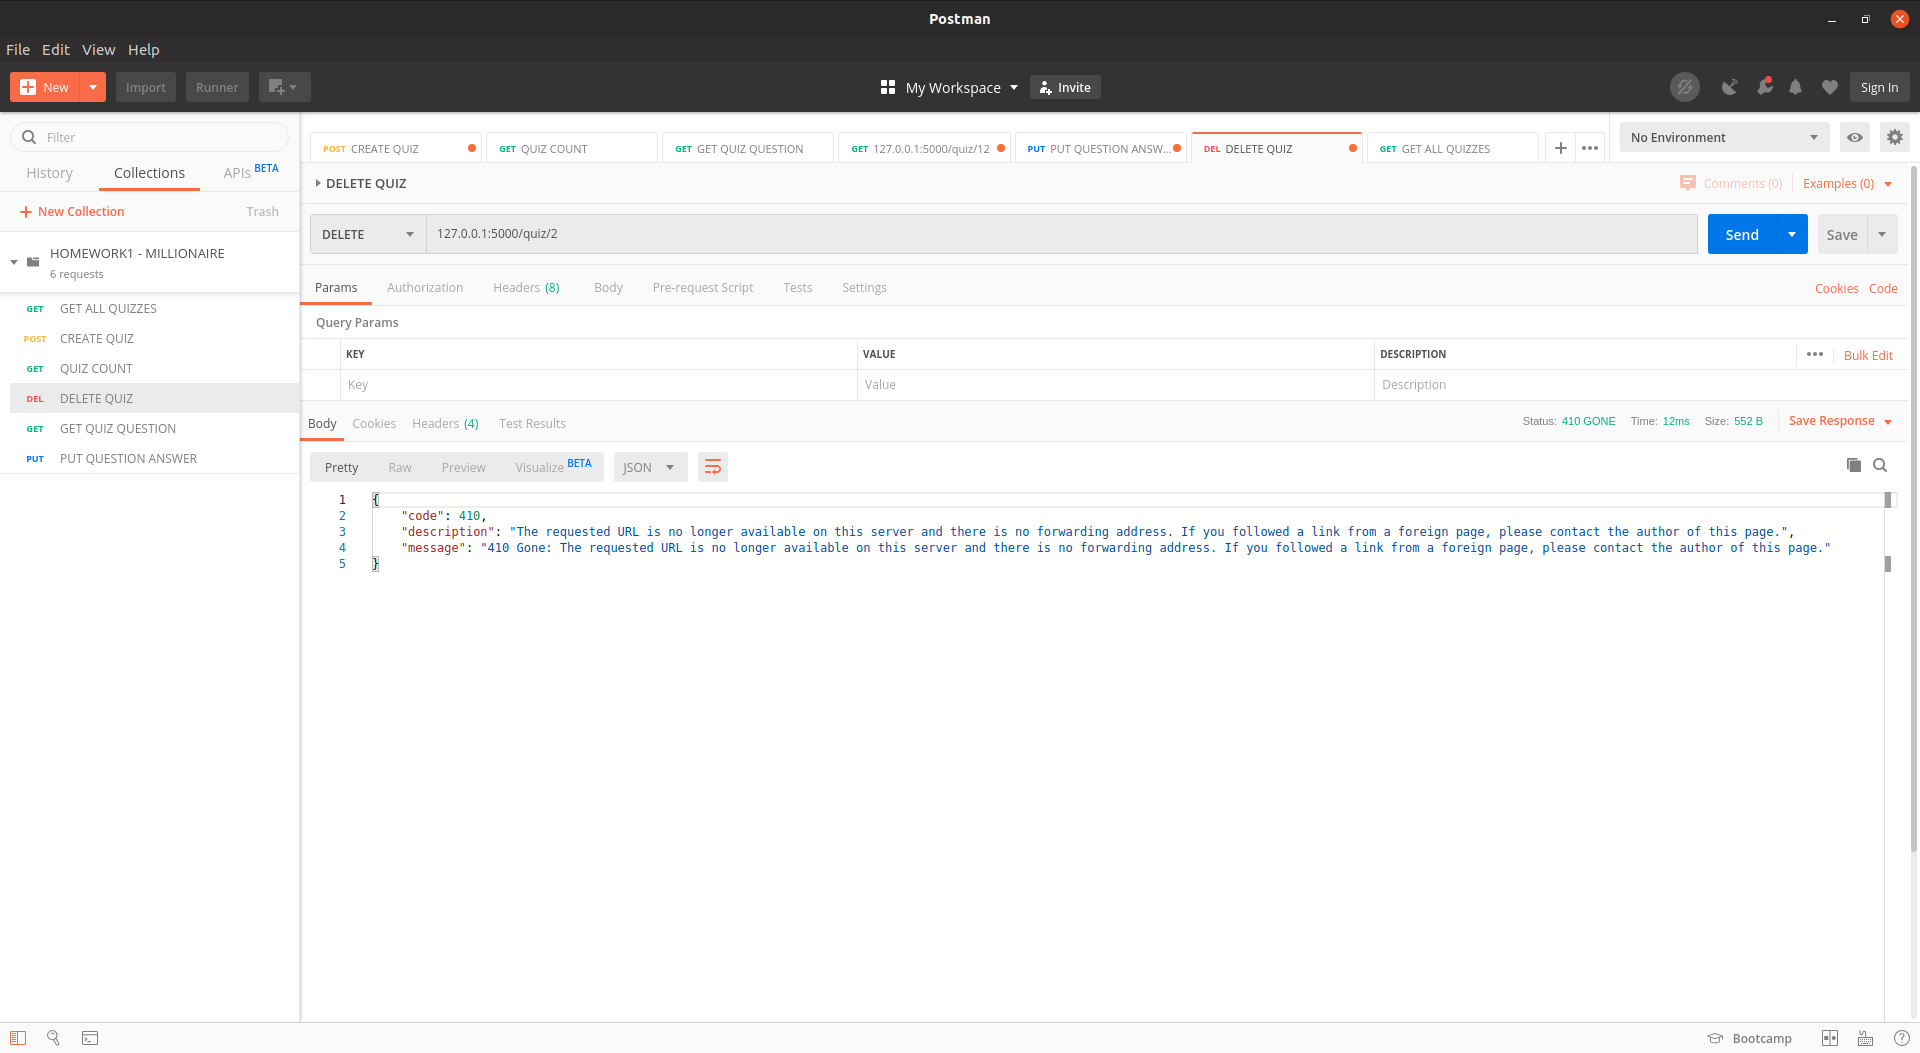 Postman
File Edit View Help
New Import Runner My Workspace Invite Sign In
Filter
History Collections APIs BETA
New Collection Trash
HOMEWORK1 - MILLIONAIRE
6 requests
GET GET ALL QUIZZES
POST CREATE QUIZ
GET QUIZ COUNT
DEL DELETE QUIZ
GET GET QUIZ QUESTION
PUT PUT QUESTION ANSWER
POST CREATE QUIZ GET QUIZ COUNT GET GET QUIZ QUESTION GET 127.0.0.1:5000/quiz/12 PUT PUT QUESTION ANSW... DEL DELETE QUIZ GET GET ALL QUIZZES
No Environment
DELETE QUIZ Comments (0) Examples (0)
DELETE 127.0.0.1:5000/quiz/2 Send Save
Params Authorization Headers (8) Body Pre-request Script Tests Settings Cookies Code
Query Params
KEY VALUE DESCRIPTION Bulk Edit
Key Value Description
Body Cookies Headers (4) Test Results Status: 410 GONE Time: 12ms Size: 552 B Save Response
Pretty Raw Preview Visualize BETA JSON
1 {
2 "code": 410,
3 "description": "The requested URL is no longer available on this server and there is no forwarding address. If you followed a link from a foreign page, please contact the author of this page.",
4 "message": "410 Gone: The requested URL is no longer available on this server and there is no forwarding address. If you followed a link from a foreign page, please contact the author of this page."
5 }
Bootcamp